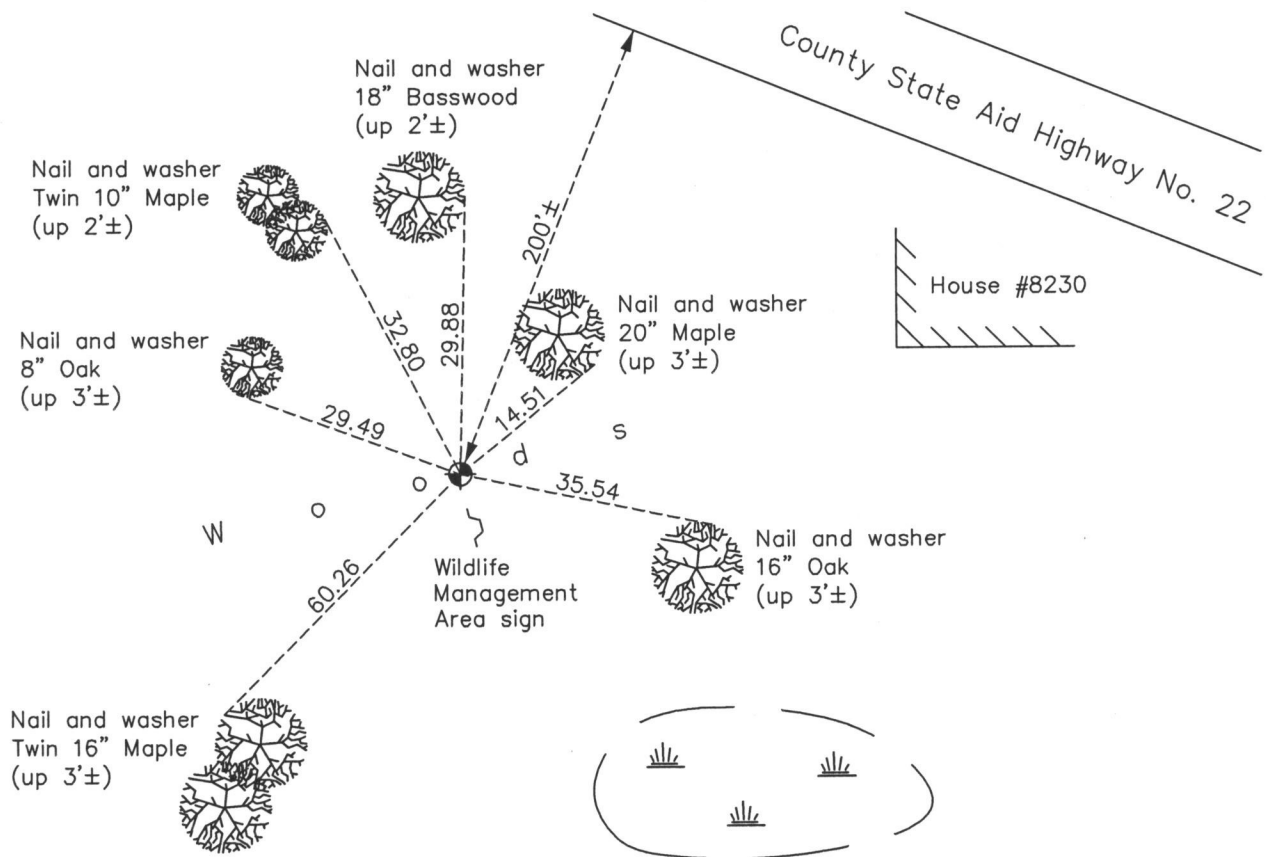 County State Aid Highway No. 22
Nail and washer
18" Basswood
(up 2'±)
Nail and washer
Twin 10" Maple
(up 2'±)
200'±
House #8230
Nail and washer
20" Maple
(up 3'±)
32.80
29.88
Nail and washer
8" Oak
(up 3'±)
29.49
14.51
Woods
35.54
Nail and washer
16" Oak
(up 3'±)
Wildlife
Management
Area sign
60.26
Nail and washer
Twin 16" Maple
(up 3'±)